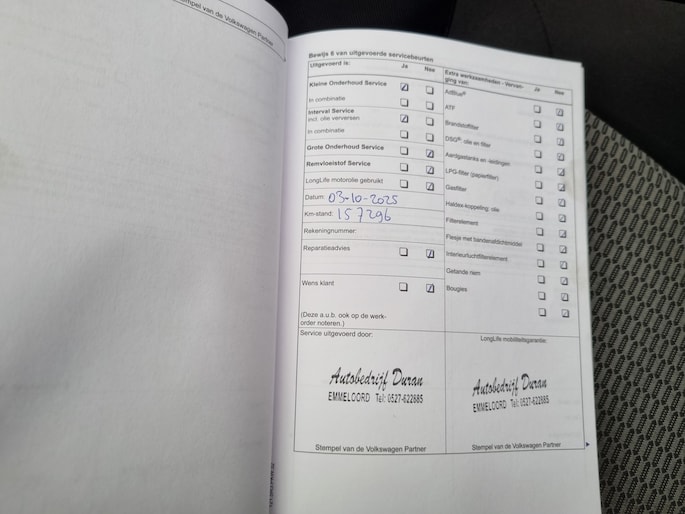 Stempel van de Volkswagen Partner
Bewijs 6 van uitgevoerde servicebeurten
Uitgevoerd is: Ja Nee
Kleine Onderhoud Service
In combinatie
Interval Service
incl. olie verversen
In combinatie
Grote Onderhoud Service
Remvloeistof Service
LongLife motorolie gebruikt
Datum: 03-10-2025
Km-stand: 157296
Rekeningnummer:
Reparatieadvies
Wens klant
(Deze a.u.b. ook op de werk-
order noteren.)
Service uitgevoerd door:
Autobedrijf Duran
EMMELOORD Tel: 0527-622885
Stempel van de Volkswagen Partner
Extra werkzaamheden - Vervan-
ging van: Ja Nee
AdBlue®
ATF
Brandstoffilter
DSG®: olie en filter
Aardgastanks en -leidingen
LPG-filter (papierfilter)
Gasfilter
Haldex-koppeling: olie
Filterelement
Flesje met bandenafdichtmiddel
Interieurluchtfilterelement
Getande riem
Bougies
LongLife mobiliteitsgarantie:
Autobedrijf Duran
EMMELOORD Tel: 0527-622885
Stempel van de Volkswagen Partner